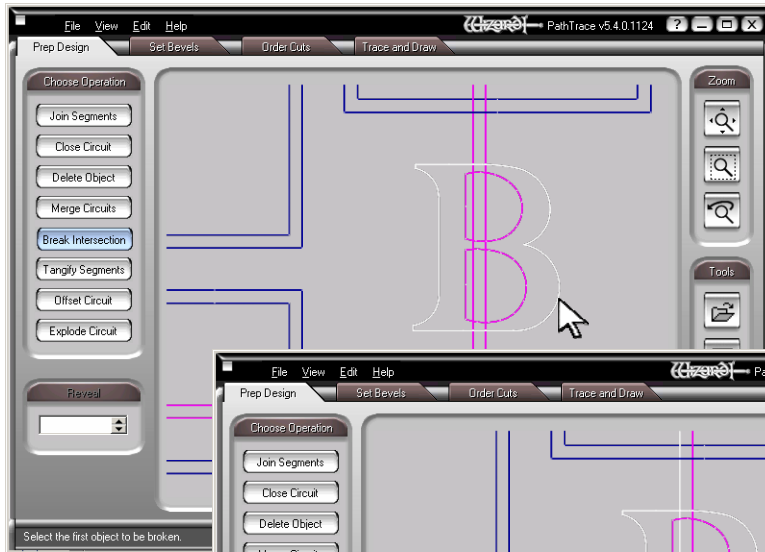 File View Edit Help Wizard PathTrace v5.4.0.1124 ?
Prep Design Set Bevels Order Cuts Trace and Draw
Choose Operation
Join Segments
Close Circuit
Delete Object
Merge Circuits
Break Intersection
Tangify Segments
Offset Circuit
Explode Circuit
Reveal
Select the first object to be broken.
B
Zoom
Tools
File View Edit Help Wizard Pa
Prep Design Set Bevels Order Cuts Trace and Draw
Choose Operation
Join Segments
Close Circuit
Delete Object